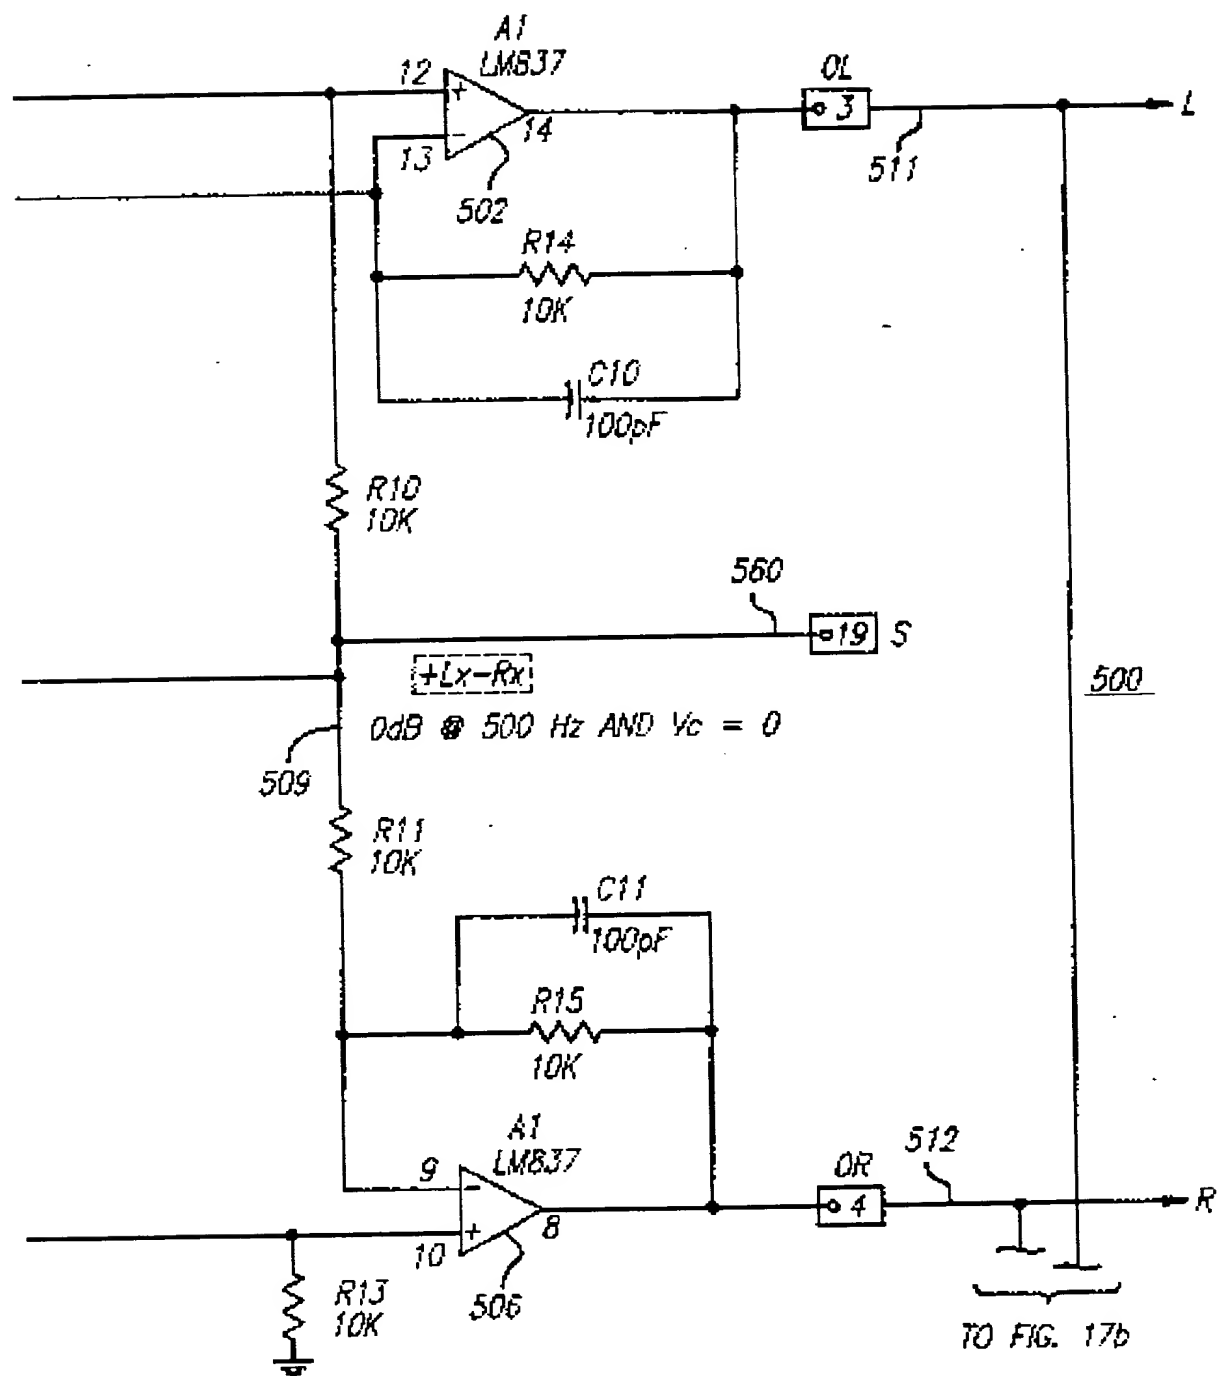 A1
LM837
12
+
-
13
14
502
OL
3
511
L
R14
10K
C10
100pF
R10
10K
560
19 S
+Lx-Rx
500
0dB @ 500 Hz AND Vc = 0
509
R11
10K
C11
100pF
R15
10K
A1
LM837
9
-
+
10
8
506
OR
4
512
R
R13
10K
TO FIG. 17b